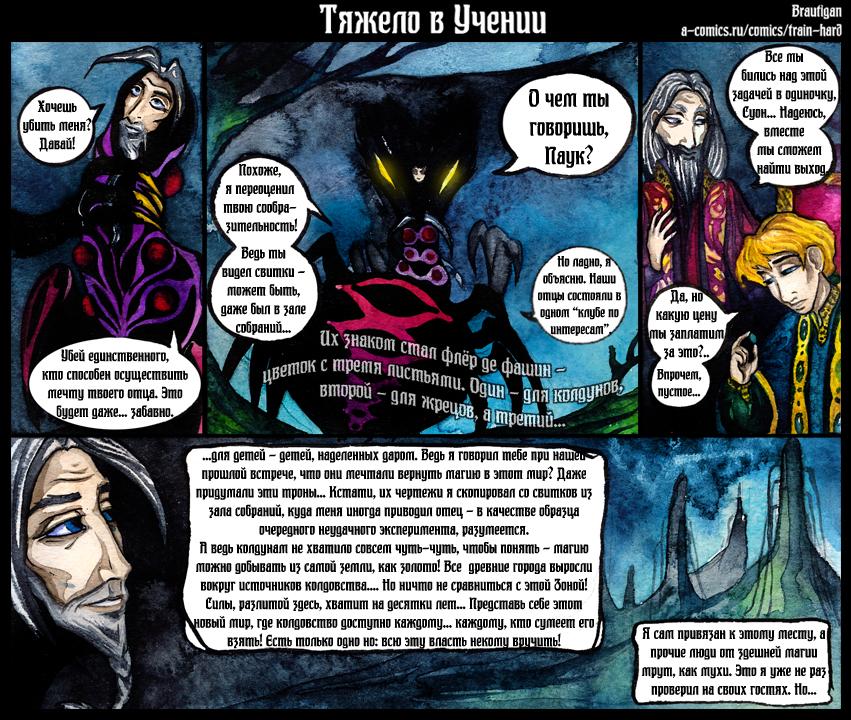 Тяжело в Учении
Brautigan
a-comics.ru/comics/train-hard
Хочешь
убить меня?
Давай!
Убей единственного,
кто способен осуществить
мечту твоего отца. Это
будет даже... забавно.
О чем ты
говоришь,
Паук?
Похоже,
я переоценил
твою сообра-
зительность!
Ведь ты
видел свитки –
может быть,
даже был в зале
собраний...
Но ладно, я
объясню. Наши
отцы состояли в
одном “клубе по
интересам”
Их знаком стал флёр де фашин –
цветок с тремя листьями. Один – для колдунов,
второй – для жрецов, а третий...
Все мы
бились над этой
задачей в одиночку,
Суон... Надеюсь,
вместе
мы сможем
найти выход
Да, но
какую цену
мы заплатим
за это?..
Впрочем,
пустое...
...для детей – детей, наделенных даром. Ведь я говорил тебе при нашей
прошлой встрече, что они мечтали вернуть магию в этот мир? Даже
придумали эти троны... Кстати, их чертежи я скопировал со свитков из
зала собраний, куда меня иногда приводил отец – в качестве образца
очередного неудачного эксперимента, разумеется.
А ведь колдунам не хватило совсем чуть-чуть, чтобы понять – магию
можно добывать из самой земли, как золото! Все древние города выросли
вокруг источников колдовства.... Но ничто не сравниться с этой Зоной!
Силы, разлитой здесь, хватит на десятки лет... Представь себе этот
новый мир, где колдовство доступно каждому... каждому, кто сумеет его
взять! Есть только одно но: всю эту власть некому вручить!
Я сам привязан к этому месту, а
прочие люди от здешней магии
мрут, как мухи. Это я уже не раз
проверил на своих гостях. Но...